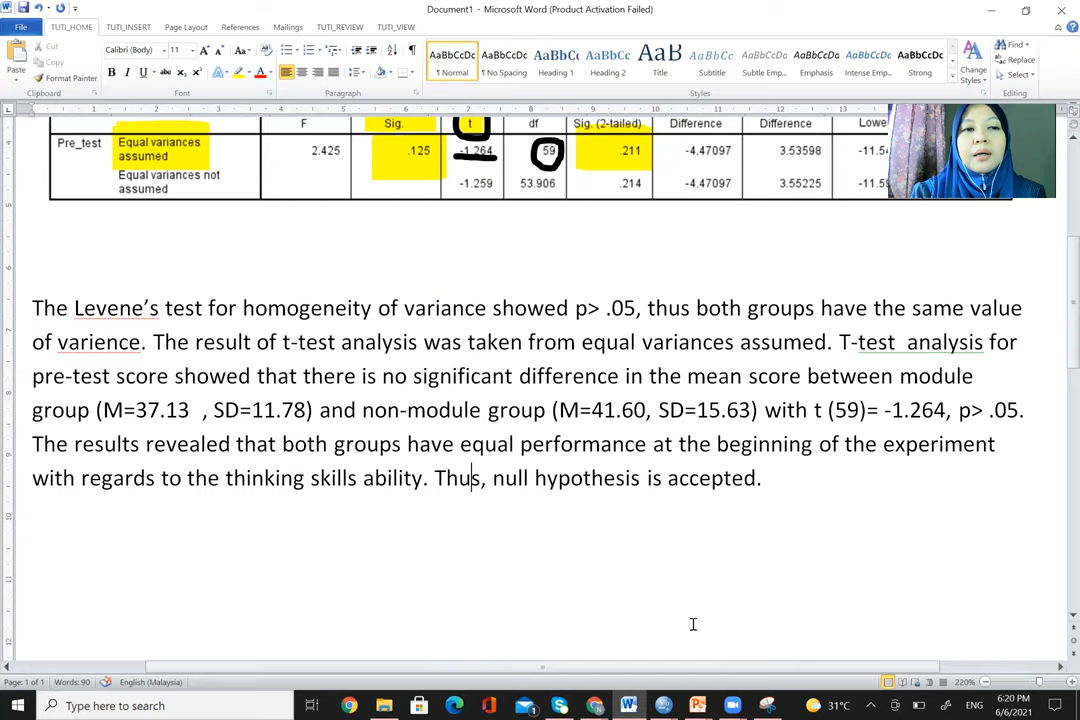 Document1 - Microsoft Word (Product Activation Failed)
File TUTI_HOME TUTI_INSERT Page Layout References Mailings TUTI_REVIEW TUTI_VIEW
Cut
Copy
Format Painter
Paste
Calibri (Body) 11
AaBbCcDc AaBbCcDc AaBbC AaBbCc AaB AaBbCc. AaBbCcDc AaBbCcDc AaBbCcDc AaBbCcDc
¶ Normal ¶ No Spacing Heading 1 Heading 2 Title Subtitle Subtle Emp... Emphasis Intense Emp... Strong
Change
Styles
Find
Replace
Select
Clipboard Font Paragraph Styles Editing
F Sig. t df Sig. (2-tailed) Difference Difference Lowe
Pre_test Equal variances assumed 2.425 .125 -1.264 59 .211 -4.47097 3.53598 -11.54
Equal variances not assumed -1.259 53.906 .214 -4.47097 3.55225 -11.59
The Levene’s test for homogeneity of variance showed p> .05, thus both groups have the same value
of varience. The result of t-test analysis was taken from equal variances assumed. T-test analysis for
pre-test score showed that there is no significant difference in the mean score between module
group (M=37.13 , SD=11.78) and non-module group (M=41.60, SD=15.63) with t (59)= -1.264, p> .05.
The results revealed that both groups have equal performance at the beginning of the experiment
with regards to the thinking skills ability. Thus, null hypothesis is accepted.
Page: 1 of 1 Words: 90 English (Malaysia) 220%
Type here to search 31°C ENG 6:20 PM
6/6/2021